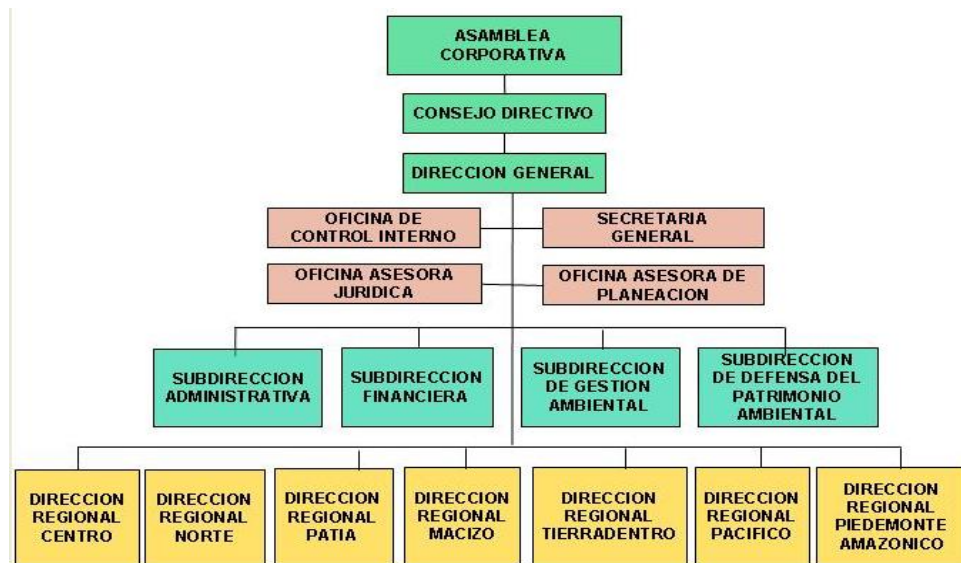 ASAMBLEA
CORPORATIVA
CONSEJO DIRECTIVO
DIRECCION GENERAL
OFICINA DE
CONTROL INTERNO
SECRETARIA
GENERAL
OFICINA ASESORA
JURIDICA
OFICINA ASESORA DE
PLANEACION
SUBDIRECCION
ADMINISTRATIVA
SUBDIRECCION
FINANCIERA
SUBDIRECCION
DE GESTION
AMBIENTAL
SUBDIRECCION
DE DEFENSA DEL
PATRIMONIO
AMBIENTAL
DIRECCION
REGIONAL
CENTRO
DIRECCION
REGIONAL
NORTE
DIRECCION
REGIONAL
PATIA
DIRECCION
REGIONAL
MACIZO
DIRECCION
REGIONAL
TIERRADENTRO
DIRECCION
REGIONAL
PACIFICO
DIRECCION
REGIONAL
PIEDEMONTE
AMAZONICO